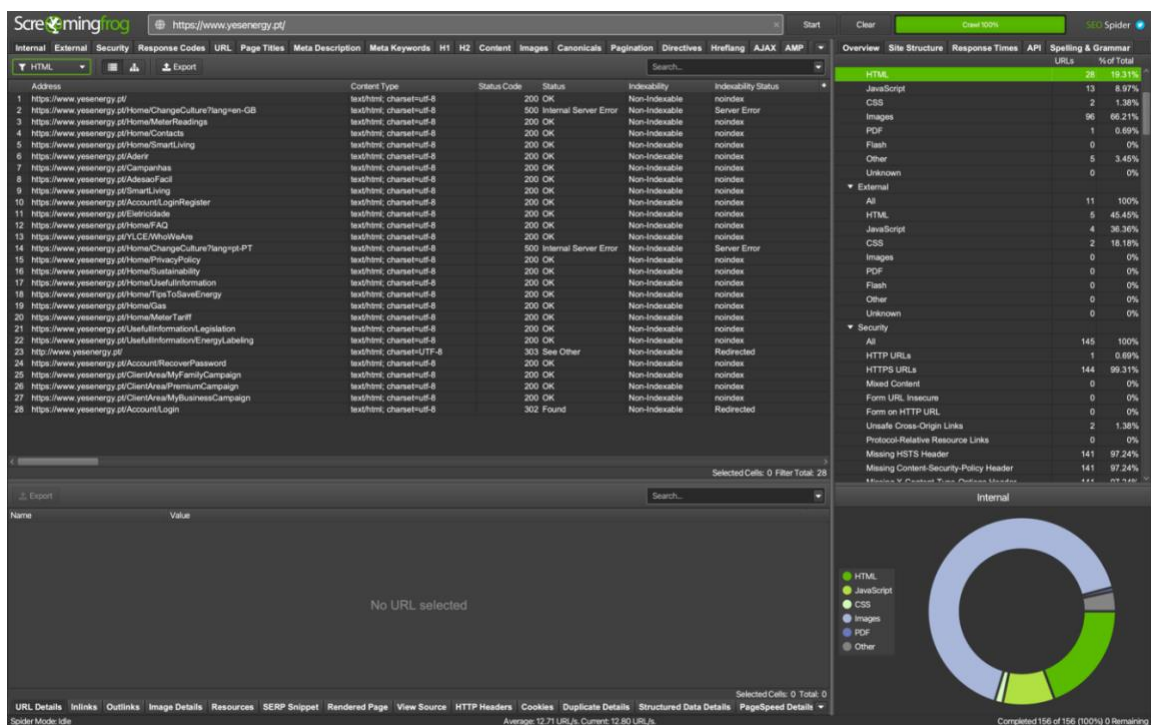 Screamingfrog https://www.yesenergy.pt/ Start Clear Crawl 100% SEO Spider
Internal External Security Response Codes URL Page Titles Meta Description Meta Keywords H1 H2 Content Images Canonicals Pagination Directives Hreflang AJAX AMP
HTML Export Search...
Address Content Type Status Code Status Indexability Indexability Status
1 https://www.yesenergy.pt/ text/html; charset=utf-8 200 OK Non-Indexable noindex
2 https://www.yesenergy.pt/Home/ChangeCulture?lang=en-GB text/html; charset=utf-8 500 Internal Server Error Non-Indexable Server Error
3 https://www.yesenergy.pt/Home/MeterReadings text/html; charset=utf-8 200 OK Non-Indexable noindex
4 https://www.yesenergy.pt/Home/Contacts text/html; charset=utf-8 200 OK Non-Indexable noindex
5 https://www.yesenergy.pt/Home/SmartLiving text/html; charset=utf-8 200 OK Non-Indexable noindex
6 https://www.yesenergy.pt/Aderir text/html; charset=utf-8 200 OK Non-Indexable noindex
7 https://www.yesenergy.pt/Campanhas text/html; charset=utf-8 200 OK Non-Indexable noindex
8 https://www.yesenergy.pt/AdesaoFacil text/html; charset=utf-8 200 OK Non-Indexable noindex
9 https://www.yesenergy.pt/SmartLiving text/html; charset=utf-8 200 OK Non-Indexable noindex
10 https://www.yesenergy.pt/Account/LoginRegister text/html; charset=utf-8 200 OK Non-Indexable noindex
11 https://www.yesenergy.pt/Eletricidade text/html; charset=utf-8 200 OK Non-Indexable noindex
12 https://www.yesenergy.pt/Home/FAQ text/html; charset=utf-8 200 OK Non-Indexable noindex
13 https://www.yesenergy.pt/YLCE/WhoWeAre text/html; charset=utf-8 200 OK Non-Indexable noindex
14 https://www.yesenergy.pt/Home/ChangeCulture?lang=pt-PT text/html; charset=utf-8 500 Internal Server Error Non-Indexable Server Error
15 https://www.yesenergy.pt/Home/PrivacyPolicy text/html; charset=utf-8 200 OK Non-Indexable noindex
16 https://www.yesenergy.pt/Home/Sustainability text/html; charset=utf-8 200 OK Non-Indexable noindex
17 https://www.yesenergy.pt/Home/UsefulInformation text/html; charset=utf-8 200 OK Non-Indexable noindex
18 https://www.yesenergy.pt/Home/TipsToSaveEnergy text/html; charset=utf-8 200 OK Non-Indexable noindex
19 https://www.yesenergy.pt/Home/Gas text/html; charset=utf-8 200 OK Non-Indexable noindex
20 https://www.yesenergy.pt/Home/MeterTariff text/html; charset=utf-8 200 OK Non-Indexable noindex
21 https://www.yesenergy.pt/UsefullInformation/Legislation text/html; charset=utf-8 200 OK Non-Indexable noindex
22 https://www.yesenergy.pt/UsefullInformation/EnergyLabeling text/html; charset=utf-8 200 OK Non-Indexable noindex
23 http://www.yesenergy.pt/ text/html; charset=UTF-8 303 See Other Non-Indexable Redirected
24 https://www.yesenergy.pt/Account/RecoverPassword text/html; charset=utf-8 200 OK Non-Indexable noindex
25 https://www.yesenergy.pt/ClientArea/MyFamilyCampaign text/html; charset=utf-8 200 OK Non-Indexable noindex
26 https://www.yesenergy.pt/ClientArea/PremiumCampaign text/html; charset=utf-8 200 OK Non-Indexable noindex
27 https://www.yesenergy.pt/ClientArea/MyBusinessCampaign text/html; charset=utf-8 200 OK Non-Indexable noindex
28 https://www.yesenergy.pt/Account/Login text/html; charset=utf-8 302 Found Non-Indexable Redirected
Selected Cells: 0 Filter Total: 28
Export Search...
Name Value
No URL selected
Selected Cells: 0 Total: 0
URL Details Inlinks Outlinks Image Details Resources SERP Snippet Rendered Page View Source HTTP Headers Cookies Duplicate Details Structured Data Details PageSpeed Details
Overview Site Structure Response Times API Spelling & Grammar
URLs % of Total
HTML 28 19.31%
JavaScript 13 8.97%
CSS 2 1.38%
Images 96 66.21%
PDF 1 0.69%
Flash 0 0%
Other 5 3.45%
Unknown 0 0%
External
All 11 100%
HTML 5 45.45%
JavaScript 4 36.36%
CSS 2 18.18%
Images 0 0%
PDF 0 0%
Flash 0 0%
Other 0 0%
Unknown 0 0%
Security
All 145 100%
HTTP URLs 1 0.69%
HTTPS URLs 144 99.31%
Mixed Content 0 0%
Form URL Insecure 0 0%
Form on HTTP URL 0 0%
Unsafe Cross-Origin Links 2 1.38%
Protocol-Relative Resource Links 0 0%
Missing HSTS Header 141 97.24%
Missing Content-Security-Policy Header 141 97.24%
Missing X-Content-Type-Options Header 141 97.24%
Internal
HTML
JavaScript
CSS
Images
PDF
Other
Spider Mode: Idle Average: 12.71 URL/s. Current: 12.80 URL/s. Completed 156 of 156 (100%) 0 Remaining